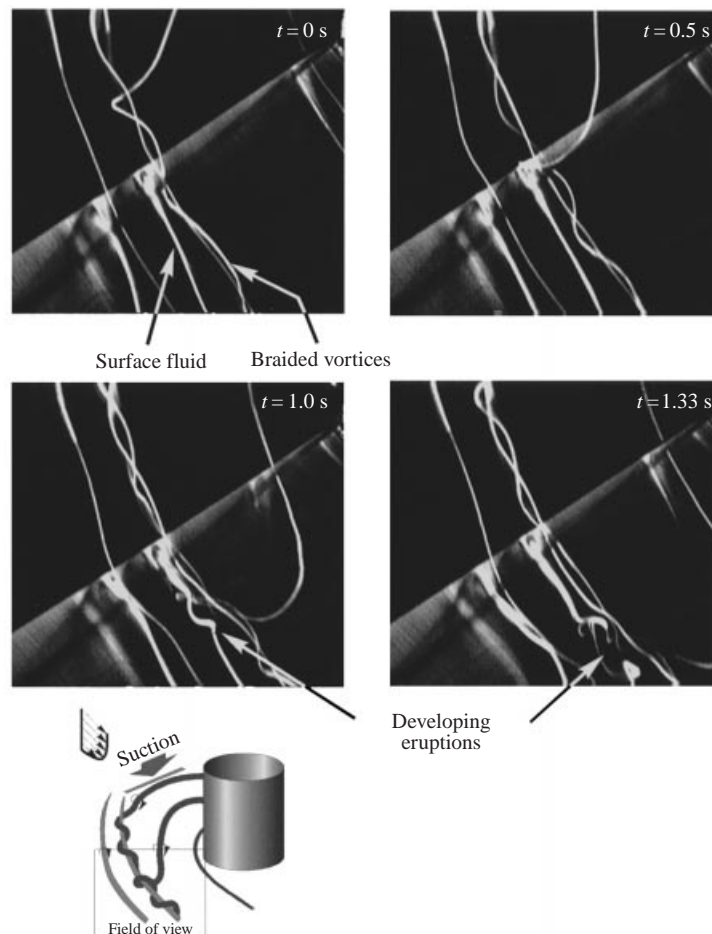 t = 0 s
t = 0.5 s
Surface fluid
Braided vortices
t = 1.0 s
t = 1.33 s
Developing
eruptions
Suction
Field of view